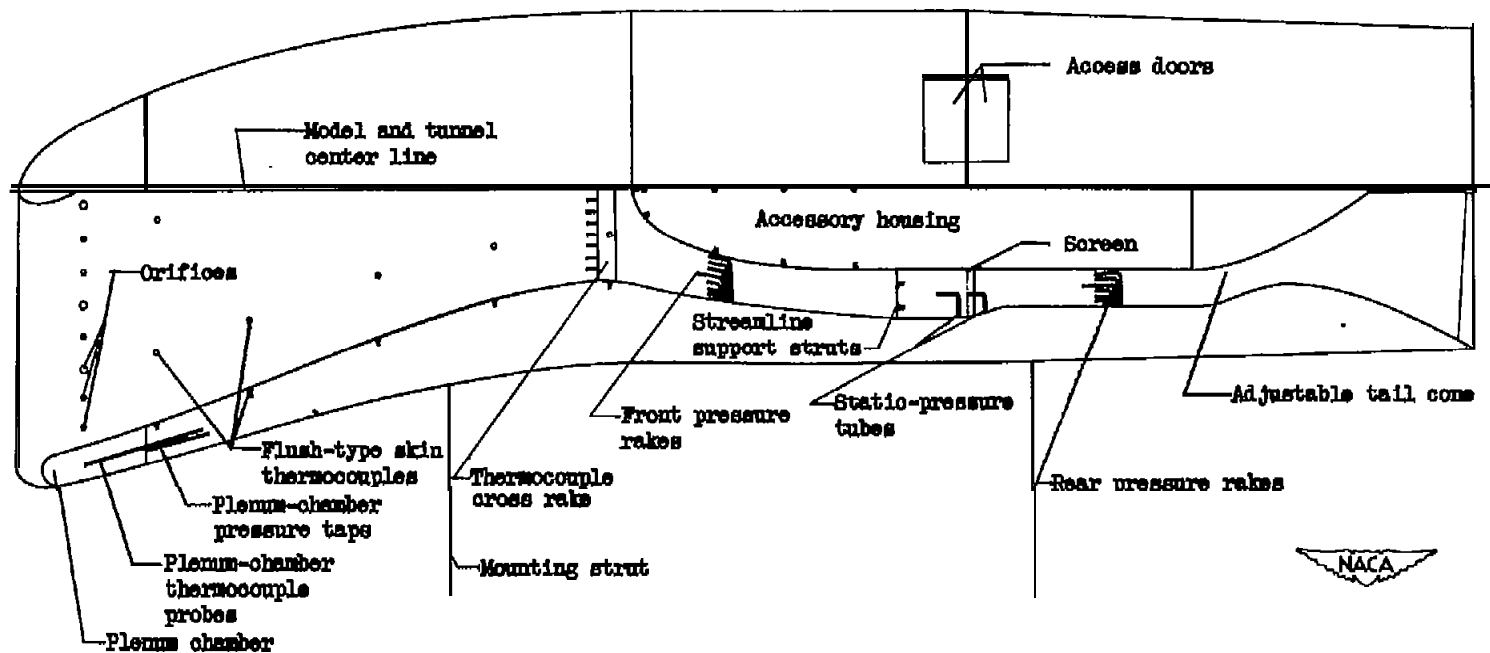 Access doors
Model and tunnel
center line
Accessory housing
Screen
Orifices
Streamline
support struts
Adjustable tail cone
Static-pressure
tubes
Front pressure
rakes
Flush-type skin
thermocouples
Thermocouple
cross rake
Rear pressure rakes
Plenum-chamber
pressure taps
Plenum-chamber
thermocouple
probes
Mounting strut
NACA
Plenum chamber